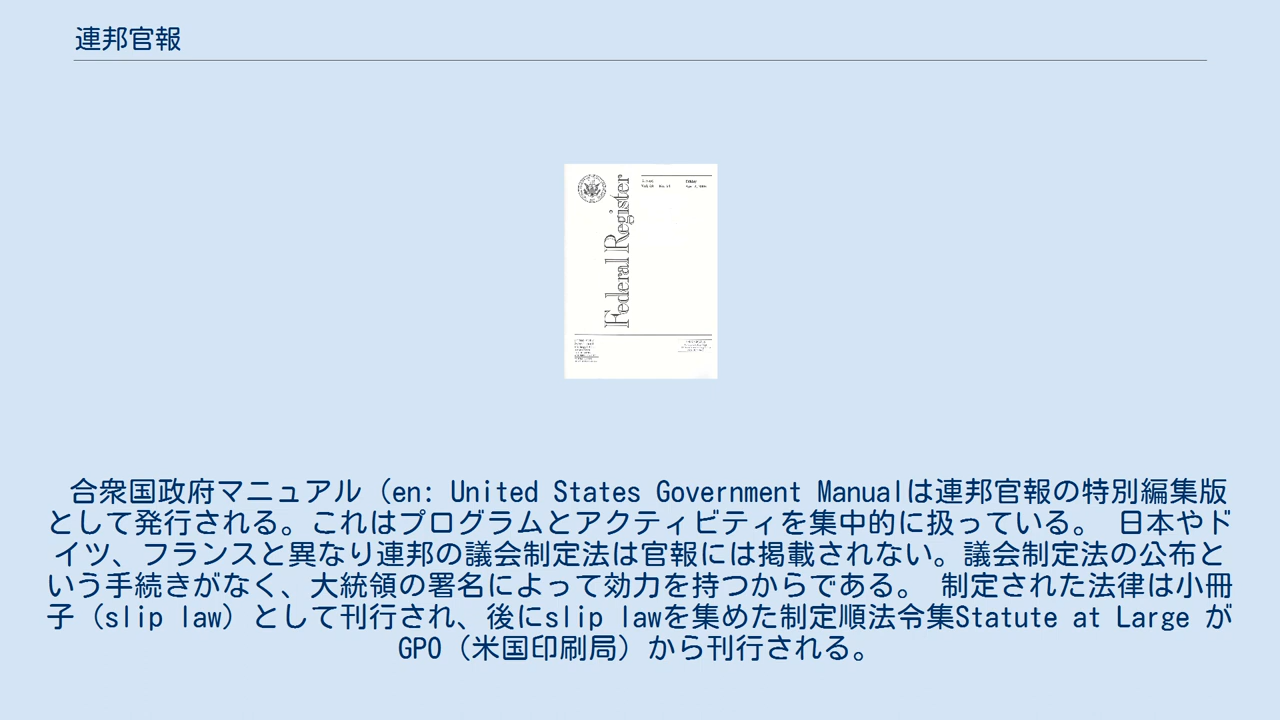 連邦官報
Federal Register
合衆国政府マニュアル（en: United States Government Manualは連邦官報の特別編集版
として発行される。これはプログラムとアクティビティを集中的に扱っている。 日本やド
イツ、フランスと異なり連邦の議会制定法は官報には掲載されない。議会制定法の公布と
いう手続きがなく、大統領の署名によって効力を持つからである。 制定された法律は小冊
子（slip law）として刊行され、後にslip lawを集めた制定順法令集Statute at Large が
GPO（米国印刷局）から刊行される。